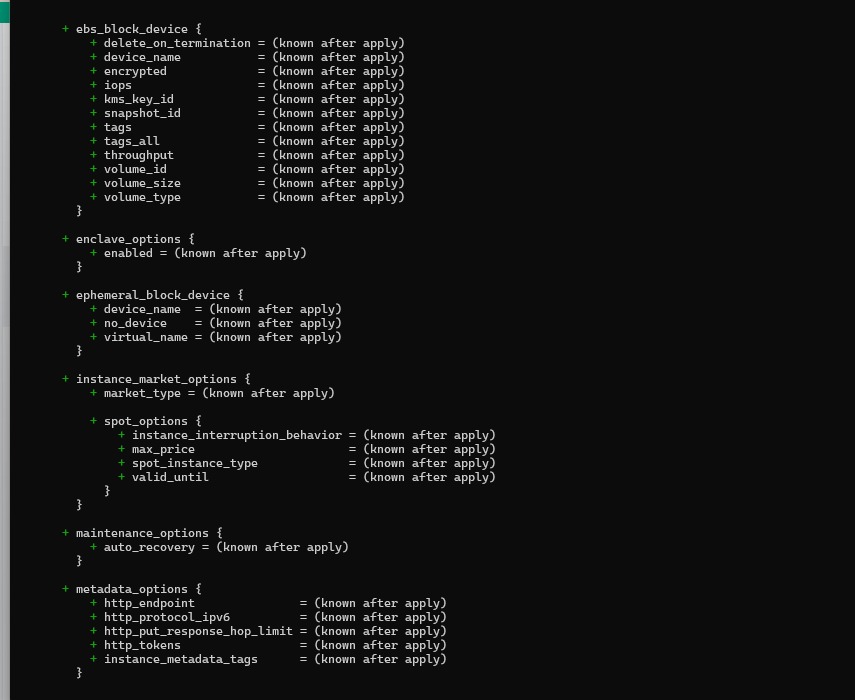 + ebs_block_device {
+ delete_on_termination = (known after apply)
+ device_name           = (known after apply)
+ encrypted             = (known after apply)
+ iops                  = (known after apply)
+ kms_key_id            = (known after apply)
+ snapshot_id           = (known after apply)
+ tags                  = (known after apply)
+ tags_all              = (known after apply)
+ throughput            = (known after apply)
+ volume_id             = (known after apply)
+ volume_size           = (known after apply)
+ volume_type           = (known after apply)
}
+ enclave_options {
+ enabled = (known after apply)
}
+ ephemeral_block_device {
+ device_name  = (known after apply)
+ no_device    = (known after apply)
+ virtual_name = (known after apply)
}
+ instance_market_options {
+ market_type = (known after apply)
+ spot_options {
+ instance_interruption_behavior = (known after apply)
+ max_price                      = (known after apply)
+ spot_instance_type             = (known after apply)
+ valid_until                    = (known after apply)
}
}
+ maintenance_options {
+ auto_recovery = (known after apply)
}
+ metadata_options {
+ http_endpoint               = (known after apply)
+ http_protocol_ipv6          = (known after apply)
+ http_put_response_hop_limit = (known after apply)
+ http_tokens                 = (known after apply)
+ instance_metadata_tags      = (known after apply)
}